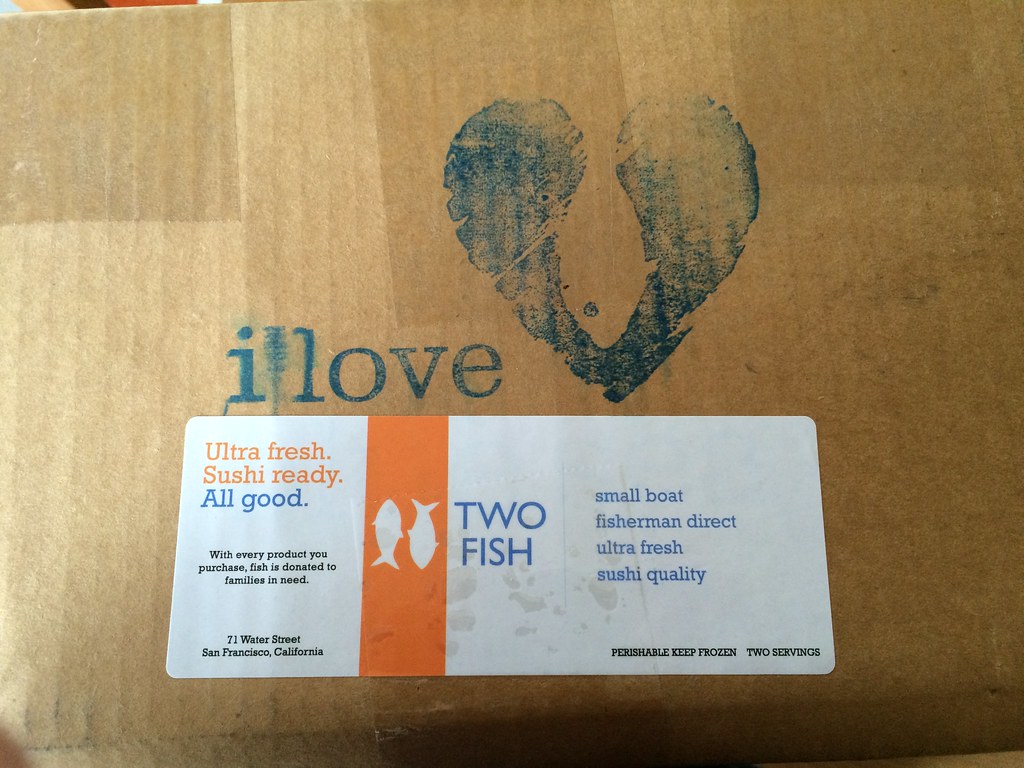 i love
Ultra fresh.
Sushi ready.
All good.
With every product you
purchase, fish is donated to
families in need.
71 Water Street
San Francisco, California
TWO
FISH
small boat
fisherman direct
ultra fresh
sushi quality
PERISHABLE KEEP FROZEN TWO SERVINGS